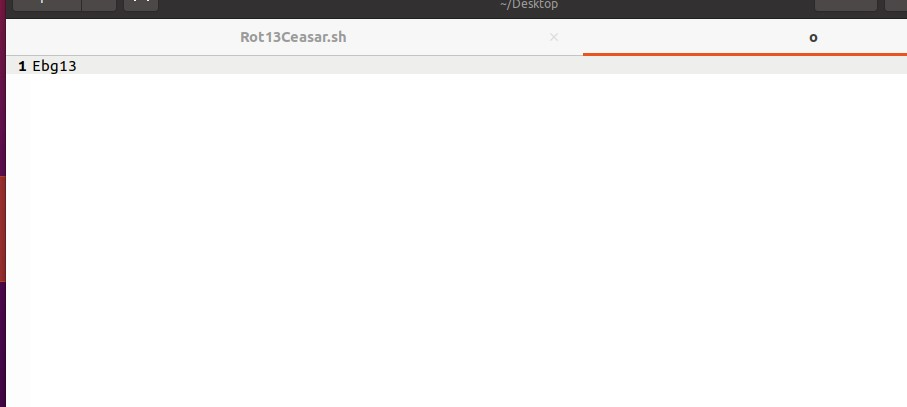 ~/Desktop
Rot13Ceasar.sh × o
1 Ebg13